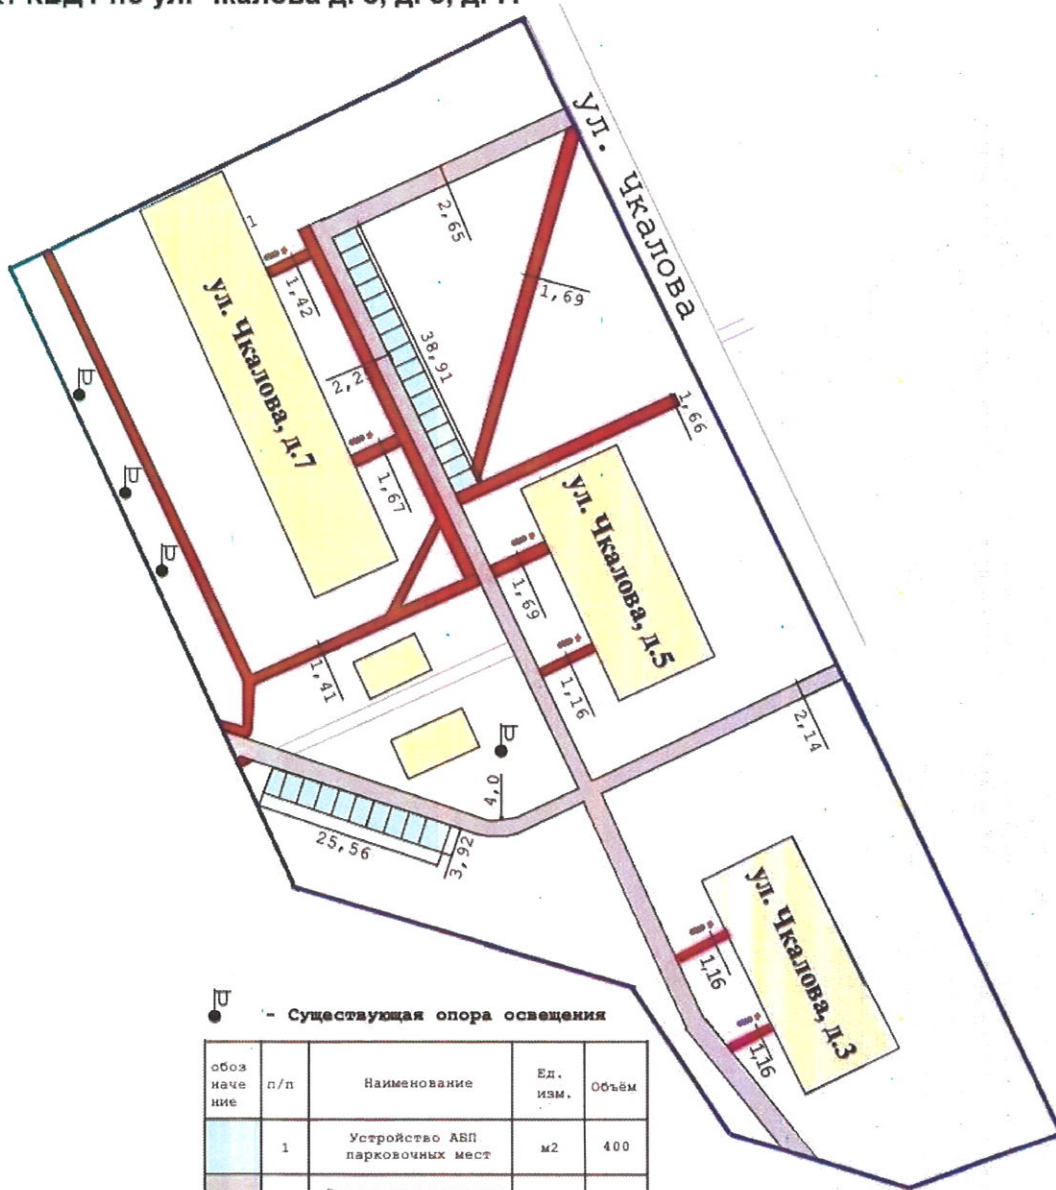 ул. Чкалова
2,65
1,69
ул. Чкалова, д.7
1,42
38,91
2,2
1,66
1,67
ул. Чкалова, д.5
1,69
1,16
1,41
2,14
4,0
25,56
3,92
ул. Чкалова, д.3
1,16
1,16
- Существующая опора освещения
обоз наче ние п/п Наименование Ед. изм. Объём
1 Устройство АБП парковочных мест м2 400